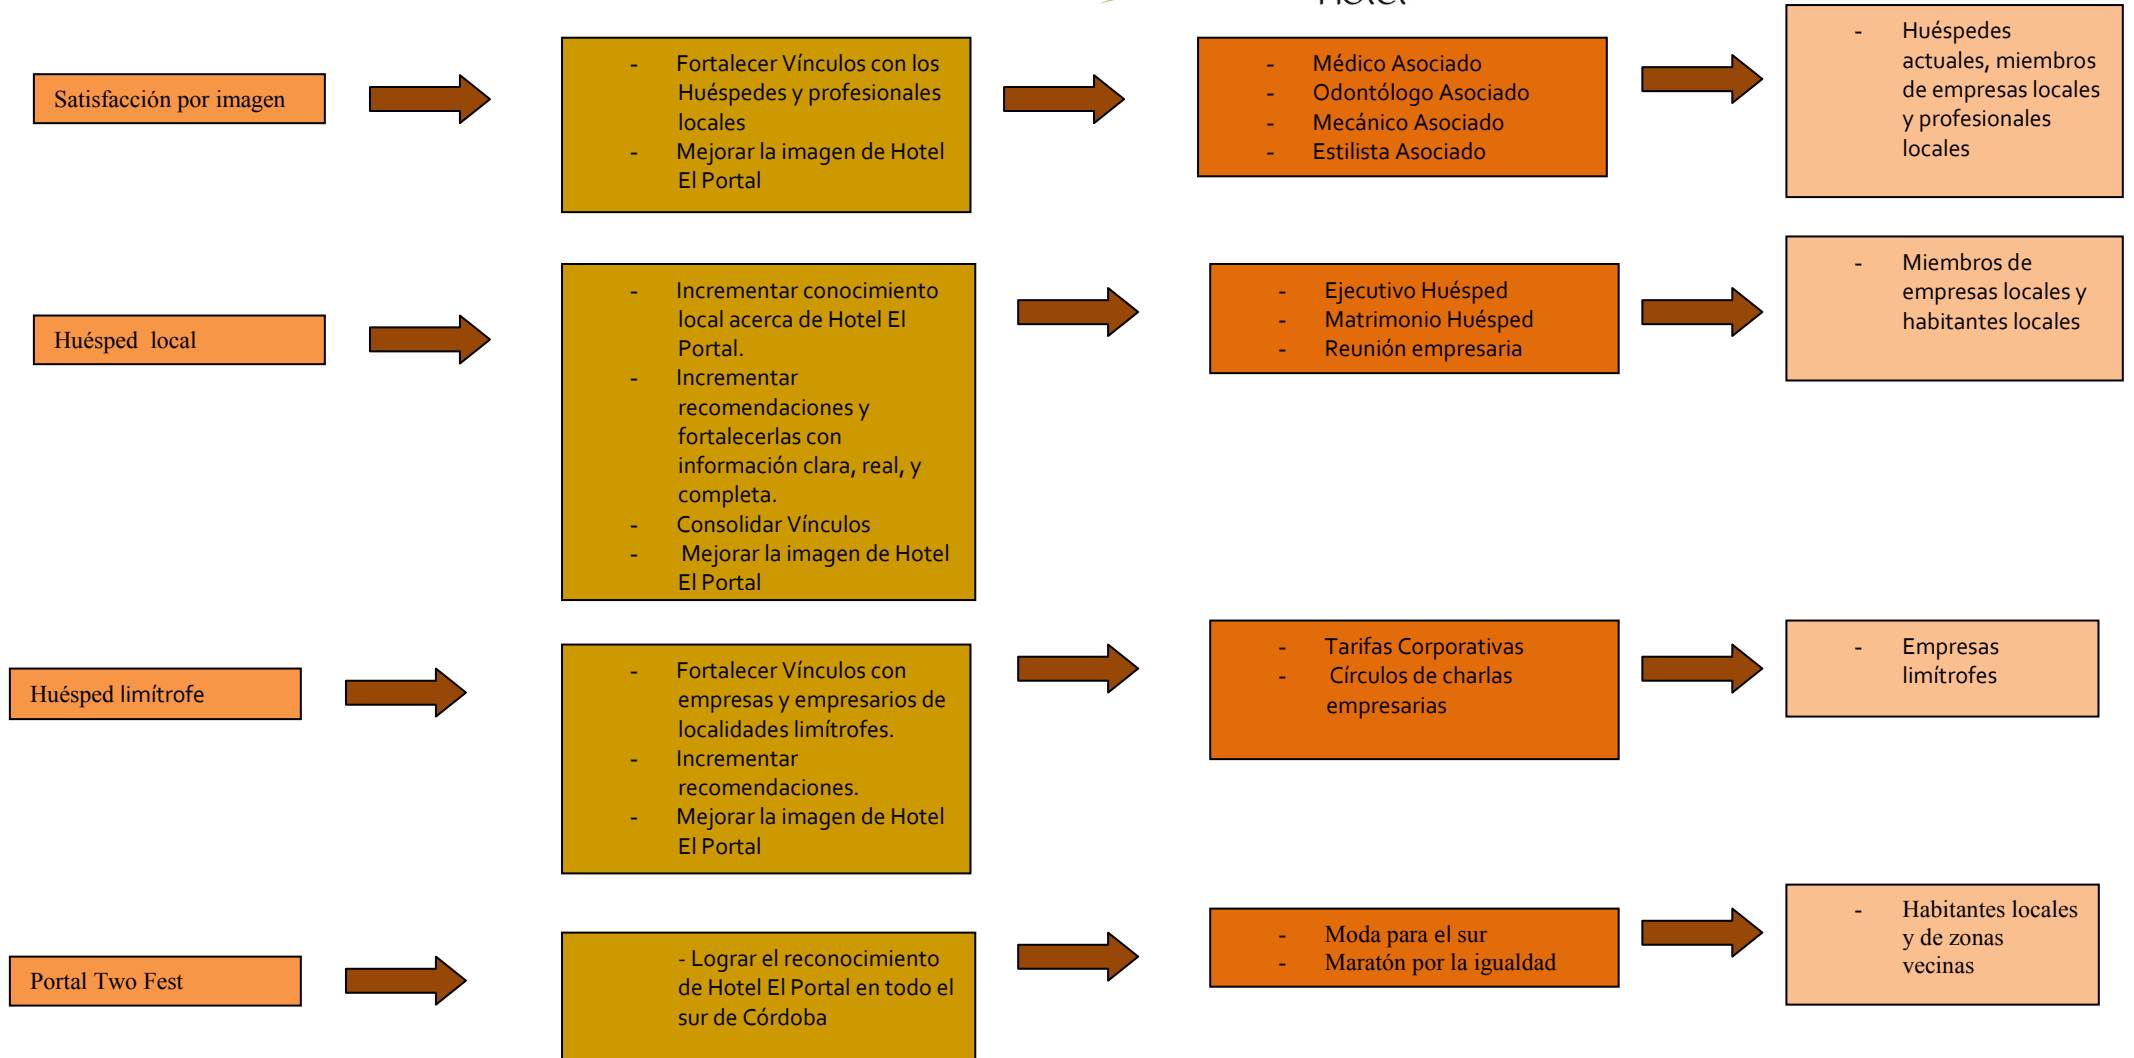 Hotel
Satisfacción por imagen
- Fortalecer Vínculos con los
Huéspedes y profesionales
locales
- Mejorar la imagen de Hotel
El Portal
- Médico Asociado
- Odontólogo Asociado
- Mecánico Asociado
- Estilista Asociado
- Huéspedes
actuales, miembros
de empresas locales
y profesionales
locales
Huésped local
- Incrementar conocimiento
local acerca de Hotel El
Portal.
- Incrementar
recomendaciones y
fortalecerlas con
información clara, real, y
completa.
- Consolidar Vínculos
- Mejorar la imagen de Hotel
El Portal
- Ejecutivo Huésped
- Matrimonio Huésped
- Reunión empresaria
- Miembros de
empresas locales y
habitantes locales
Huésped limítrofe
- Fortalecer Vínculos con
empresas y empresarios de
localidades limítrofes.
- Incrementar
recomendaciones.
- Mejorar la imagen de Hotel
El Portal
- Tarifas Corporativas
- Círculos de charlas
empresarias
- Empresas
limítrofes
Portal Two Fest
- Lograr el reconocimiento
de Hotel El Portal en todo el
sur de Córdoba
- Moda para el sur
- Maratón por la igualdad
- Habitantes locales
y de zonas
vecinas